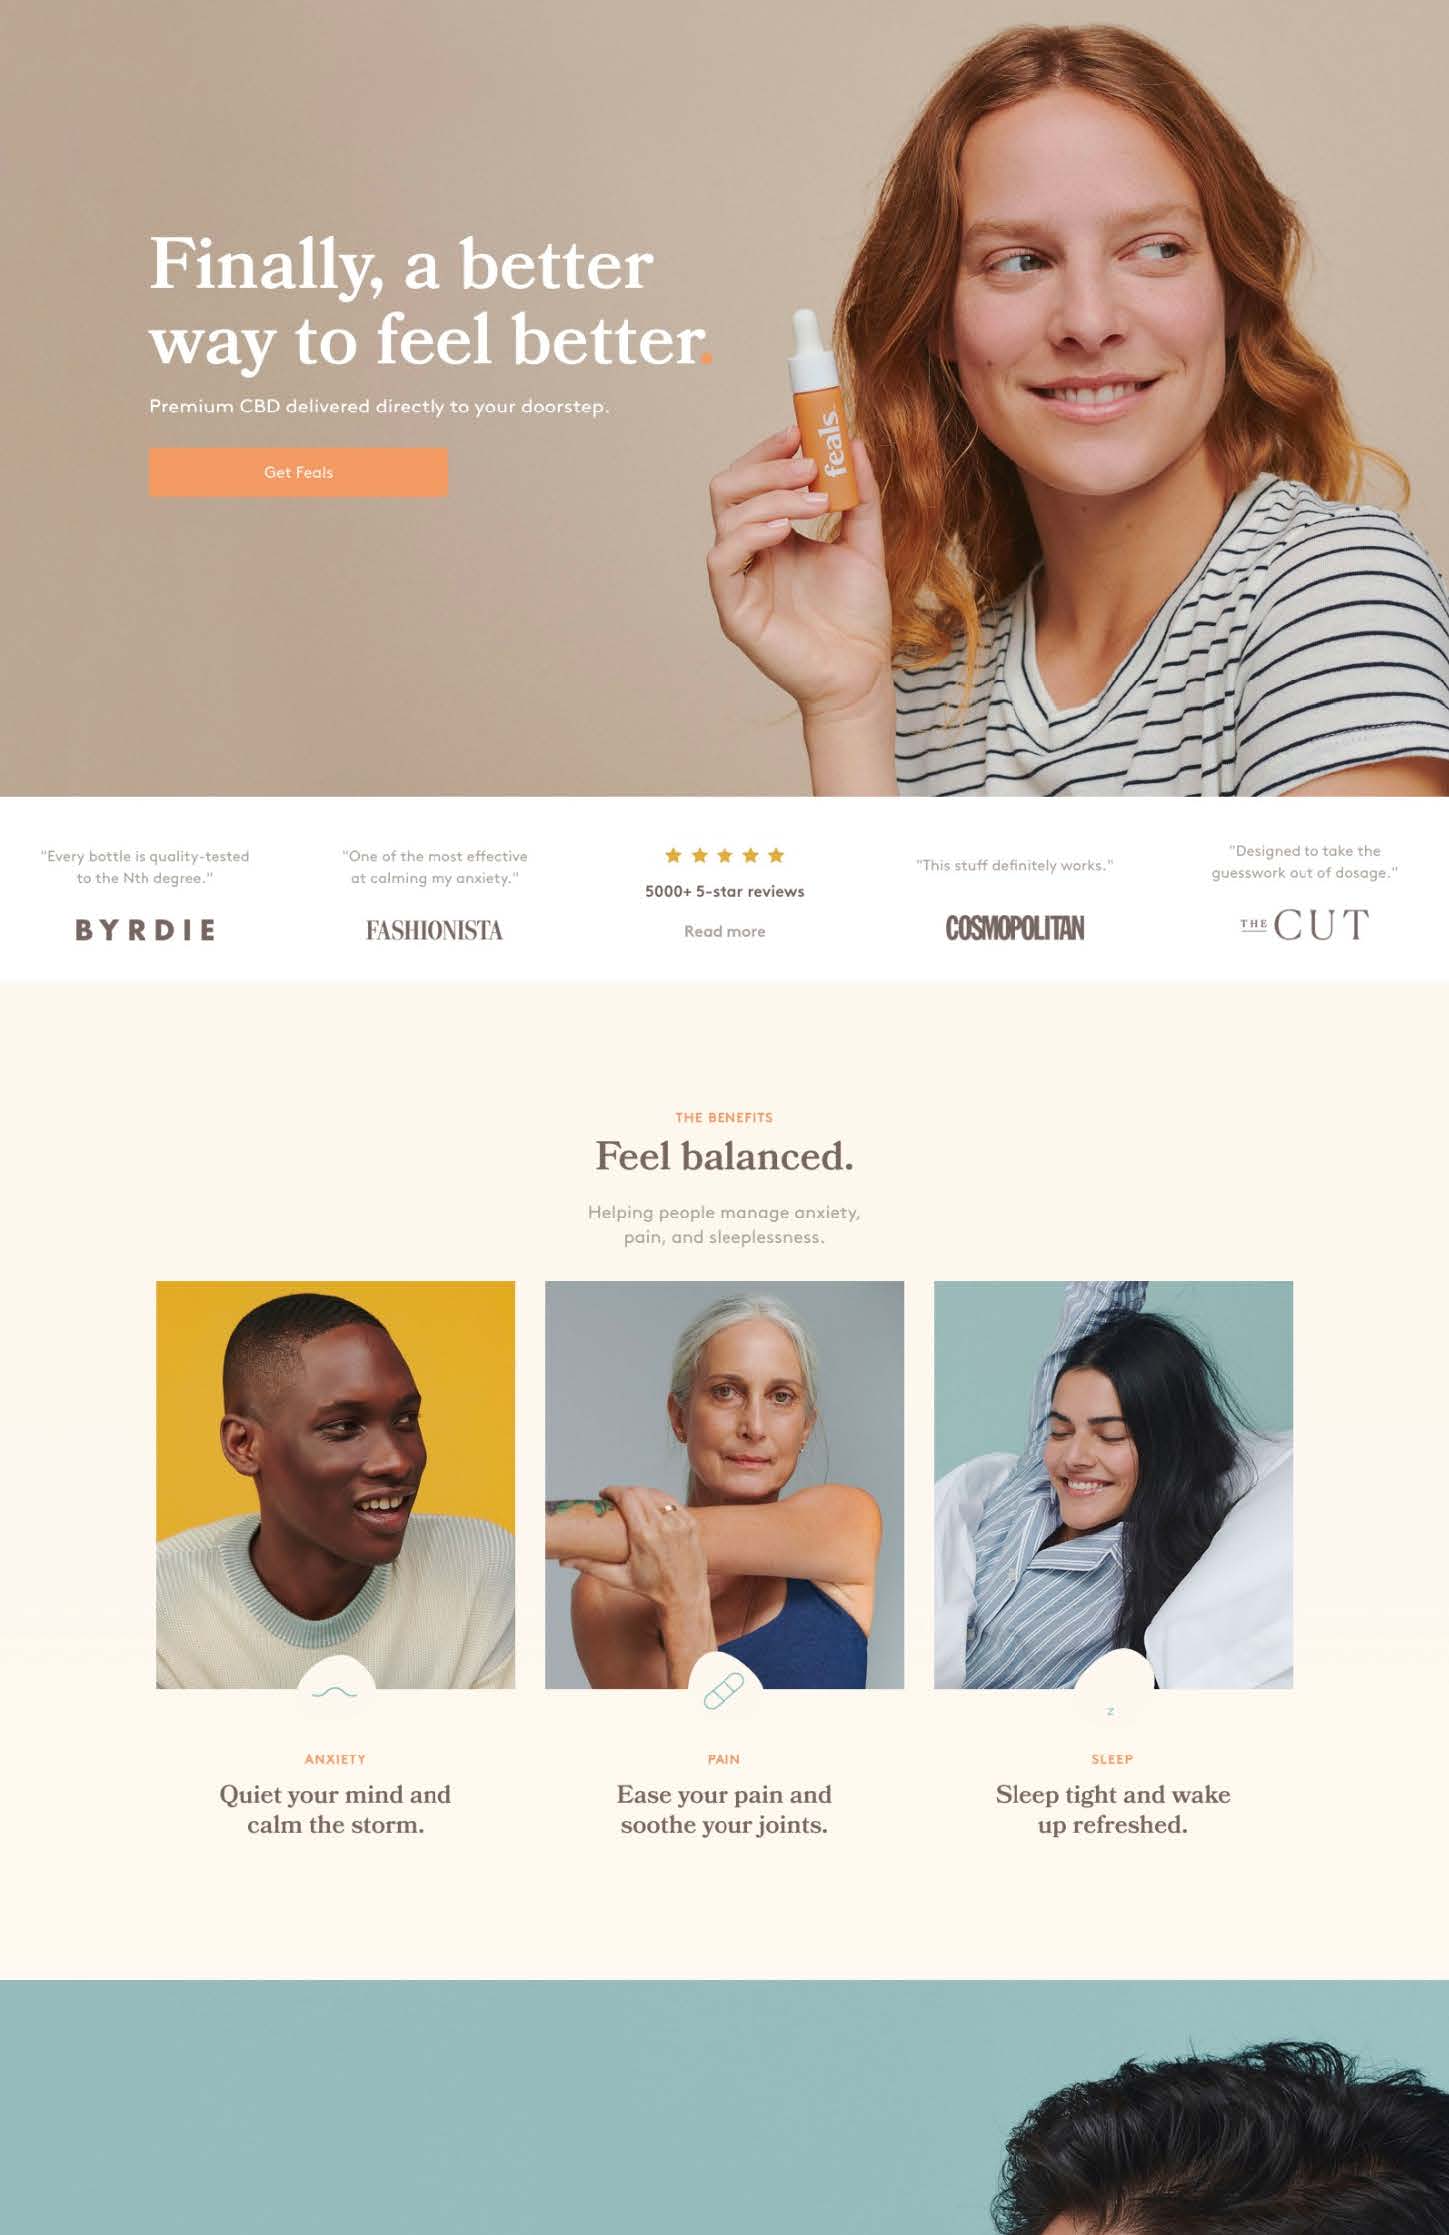 Finally, a better
way to feel better.
Premium CBD delivered directly to your doorstep.
Get Feals
feals
"Every bottle is quality-tested
to the Nth degree."
BYRDIE
"One of the most effective
at calming my anxiety."
FASHIONISTA
5000+ 5-star reviews
Read more
"This stuff definitely works."
COSMOPOLITAN
"Designed to take the
guesswork out of dosage."
THE CUT
THE BENEFITS
Feel balanced.
Helping people manage anxiety,
pain, and sleeplessness.
ANXIETY
Quiet your mind and
calm the storm.
PAIN
Ease your pain and
soothe your joints.
z
SLEEP
Sleep tight and wake
up refreshed.